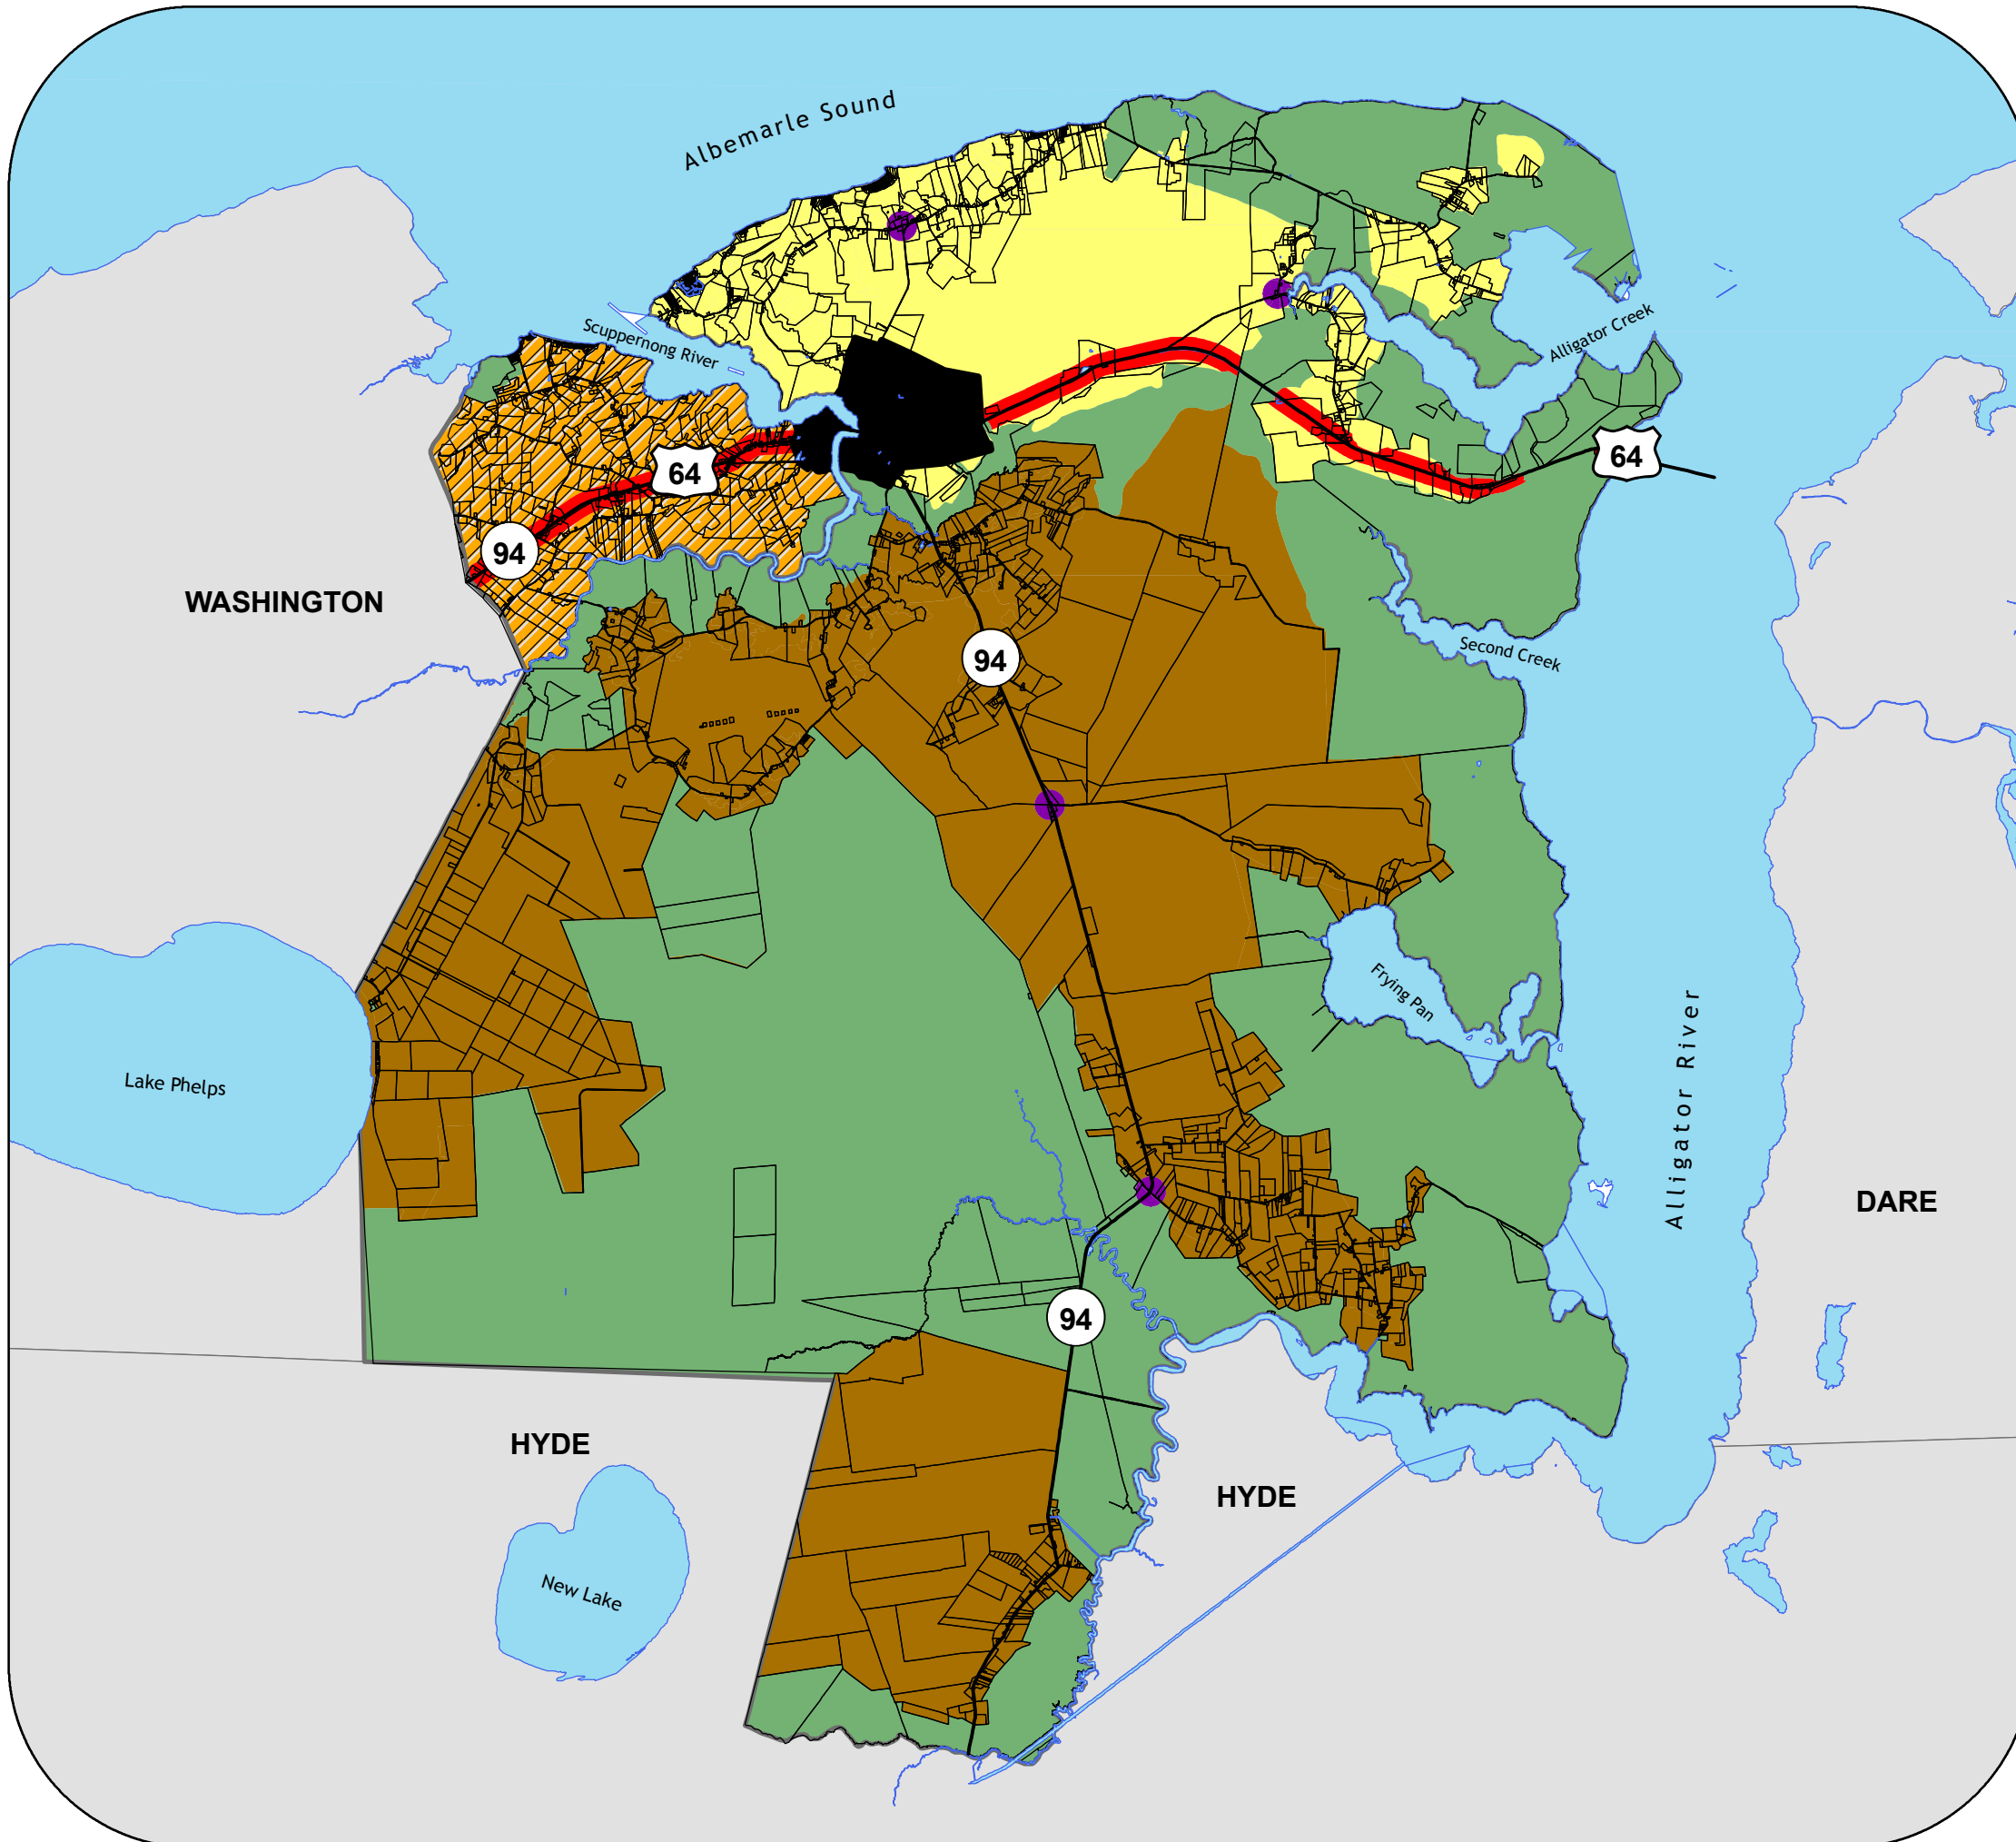 Albemarle Sound
Scuppernong River
Alligator Creek
64
64
94
WASHINGTON
94
Second Creek
Frying Pan
Lake Phelps
Alligator River
DARE
94
HYDE
HYDE
New Lake